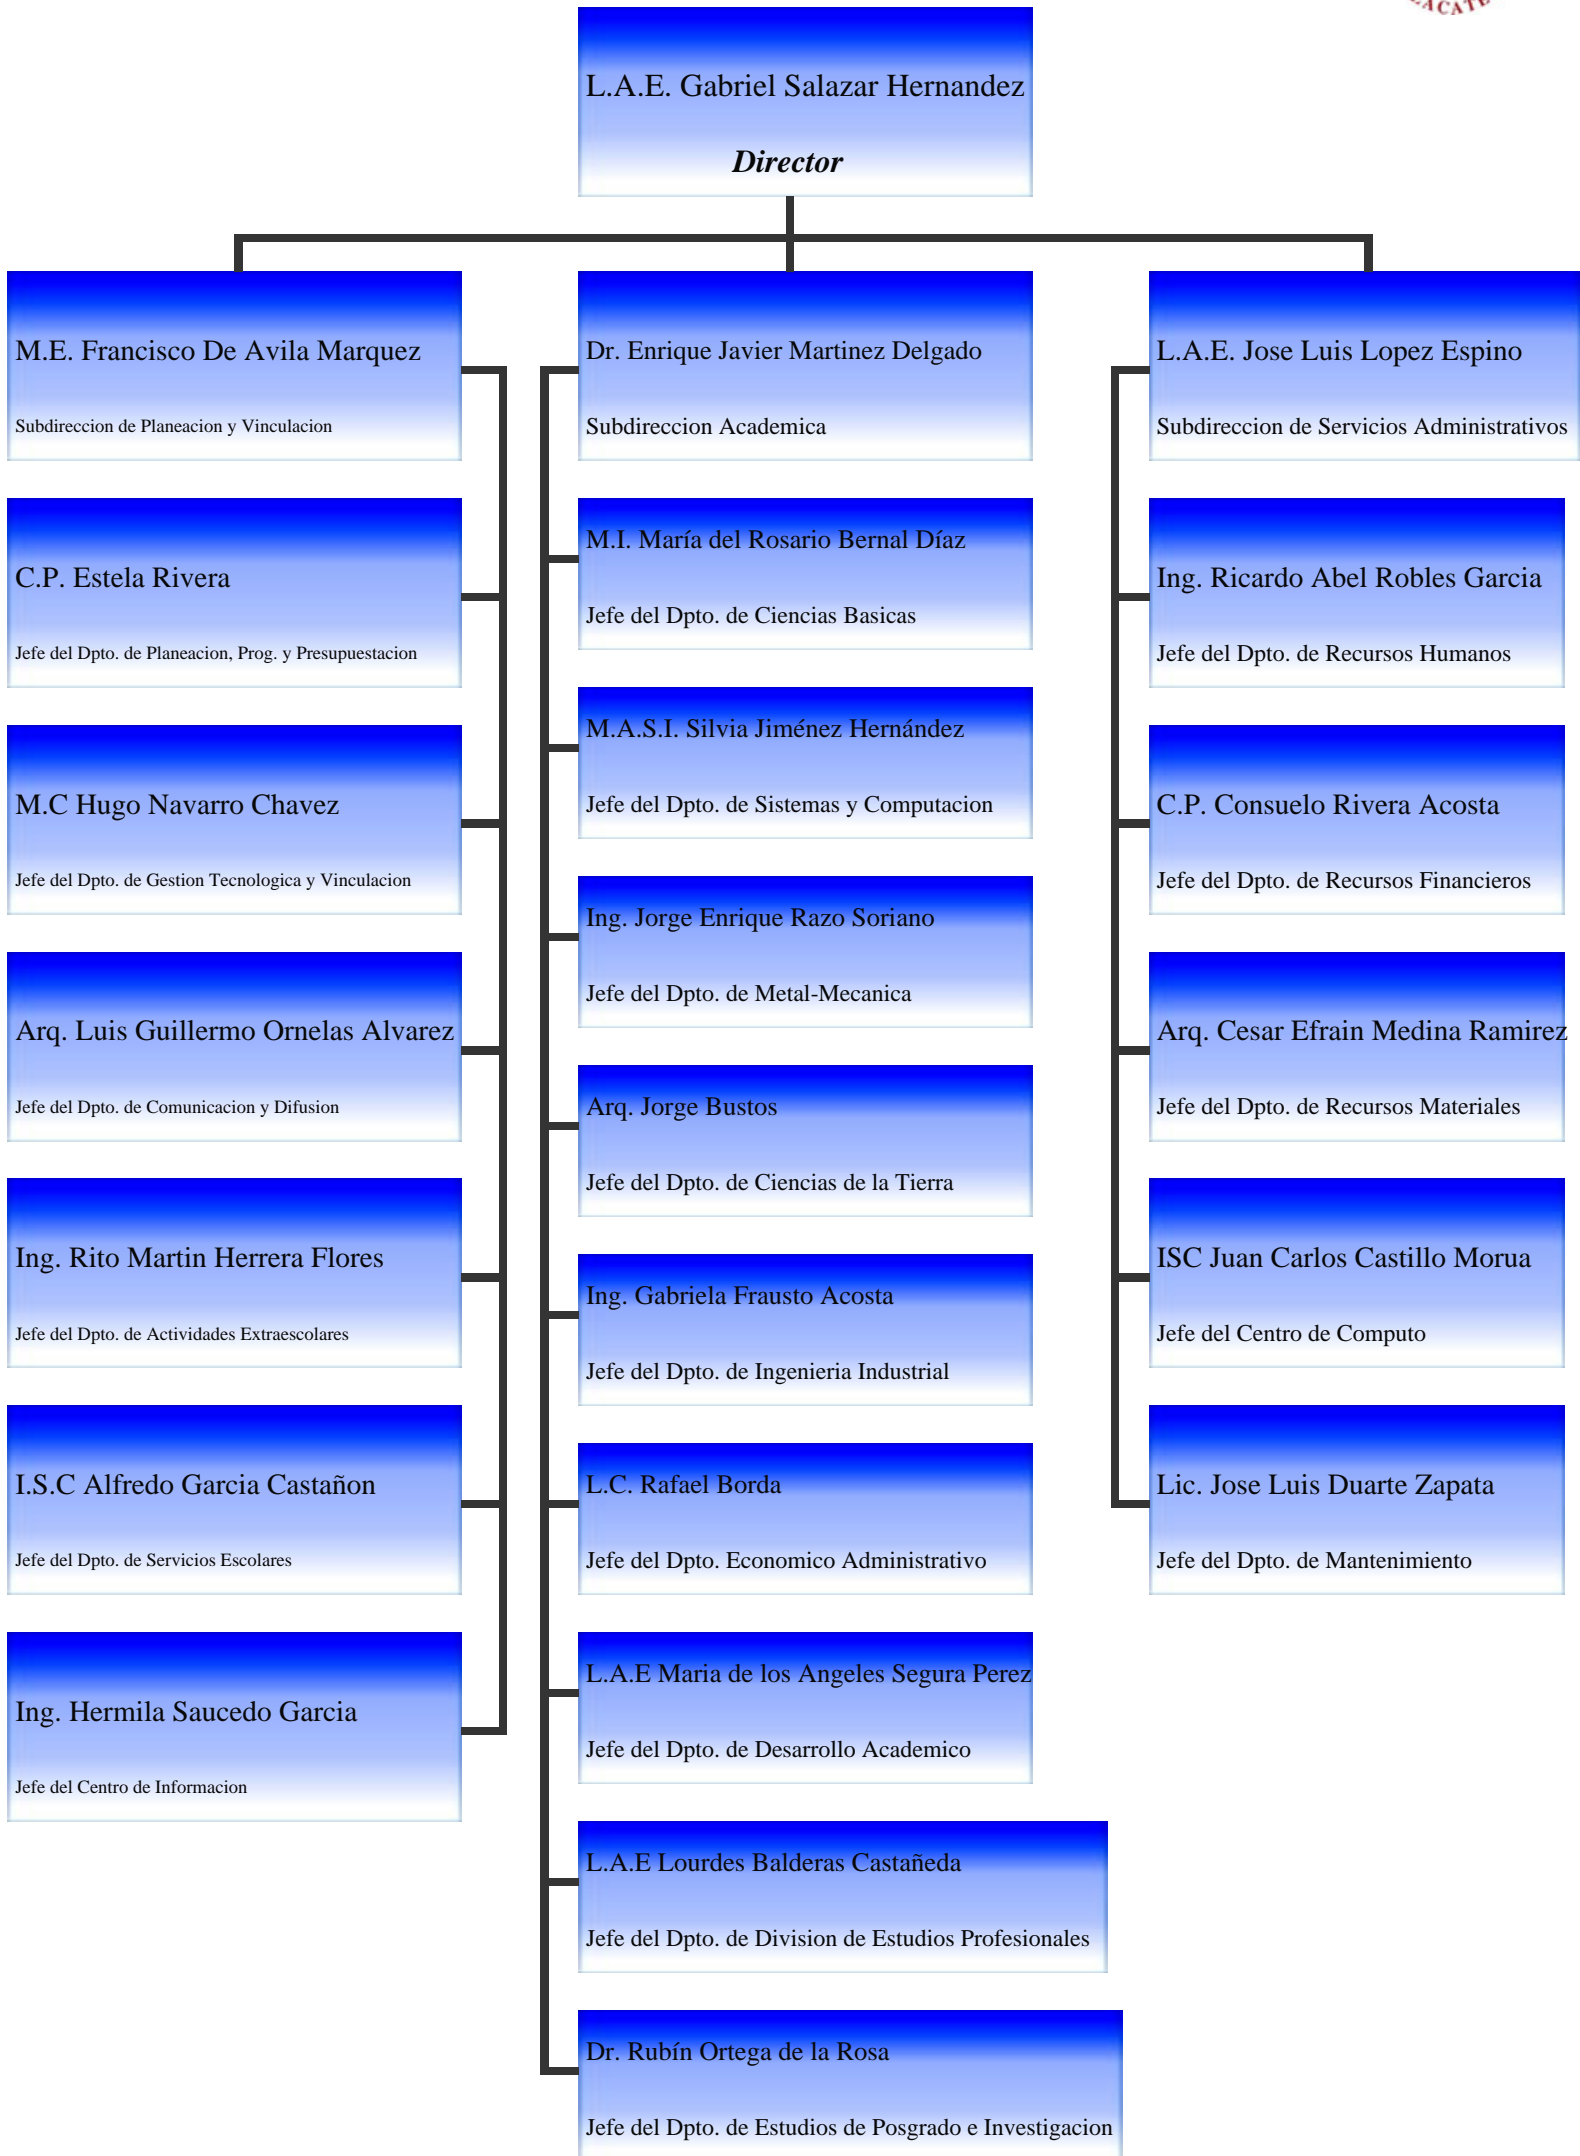 L.A.E. Gabriel Salazar Hernandez
Director
M.E. Francisco De Avila Marquez
Subdireccion de Planeacion y Vinculacion
C.P. Estela Rivera
Jefe del Dpto. de Planeacion, Prog. y Presupuestacion
M.C Hugo Navarro Chavez
Jefe del Dpto. de Gestion Tecnologica y Vinculacion
Arq. Luis Guillermo Ornelas Alvarez
Jefe del Dpto. de Comunicacion y Difusion
Ing. Rito Martin Herrera Flores
Jefe del Dpto. de Actividades Extraescolares
I.S.C Alfredo Garcia Castañon
Jefe del Dpto. de Servicios Escolares
Ing. Hermila Saucedo Garcia
Jefe del Centro de Informacion
Dr. Enrique Javier Martinez Delgado
Subdireccion Academica
M.I. María del Rosario Bernal Díaz
Jefe del Dpto. de Ciencias Basicas
M.A.S.I. Silvia Jiménez Hernández
Jefe del Dpto. de Sistemas y Computacion
Ing. Jorge Enrique Razo Soriano
Jefe del Dpto. de Metal-Mecanica
Arq. Jorge Bustos
Jefe del Dpto. de Ciencias de la Tierra
Ing. Gabriela Frausto Acosta
Jefe del Dpto. de Ingenieria Industrial
L.C. Rafael Borda
Jefe del Dpto. Economico Administrativo
L.A.E Maria de los Angeles Segura Perez
Jefe del Dpto. de Desarrollo Academico
L.A.E Lourdes Balderas Castañeda
Jefe del Dpto. de Division de Estudios Profesionales
Dr. Rubín Ortega de la Rosa
Jefe del Dpto. de Estudios de Posgrado e Investigacion
L.A.E. Jose Luis Lopez Espino
Subdireccion de Servicios Administrativos
Ing. Ricardo Abel Robles Garcia
Jefe del Dpto. de Recursos Humanos
C.P. Consuelo Rivera Acosta
Jefe del Dpto. de Recursos Financieros
Arq. Cesar Efrain Medina Ramirez
Jefe del Dpto. de Recursos Materiales
ISC Juan Carlos Castillo Morua
Jefe del Centro de Computo
Lic. Jose Luis Duarte Zapata
Jefe del Dpto. de Mantenimiento